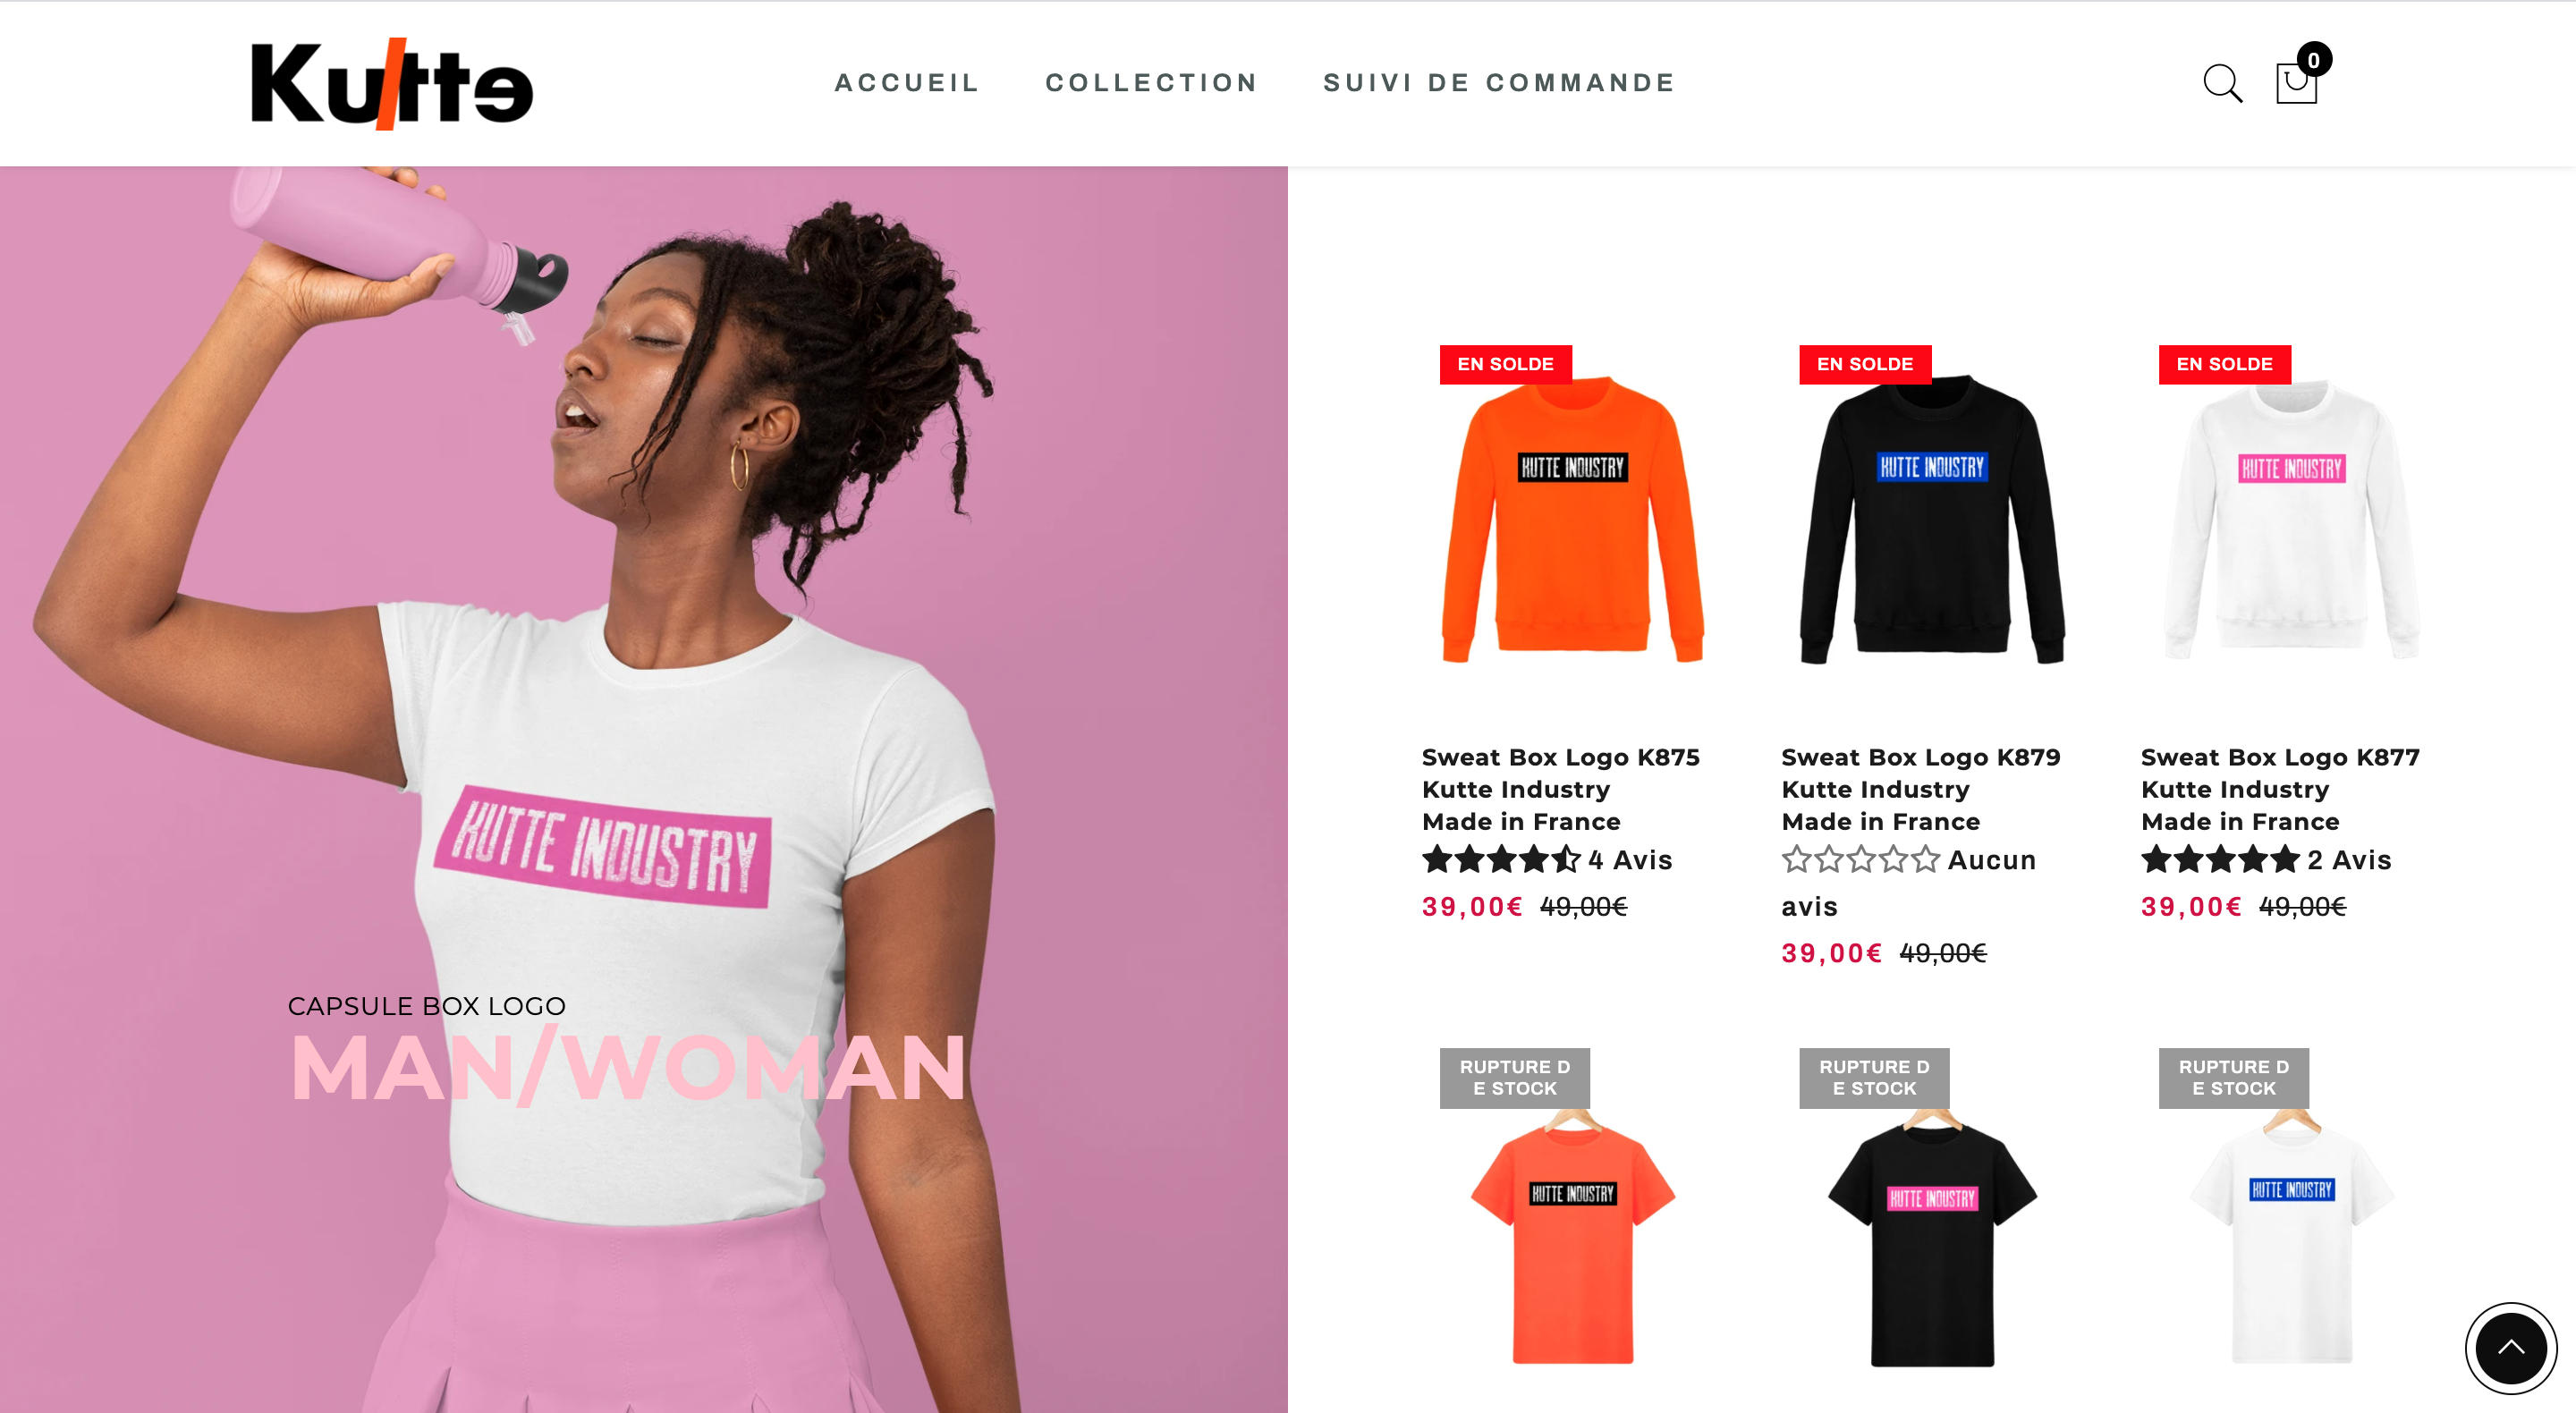 Kutte
ACCUEIL COLLECTION SUIVI DE COMMANDE
0
KUTTE INDUSTRY
CAPSULE BOX LOGO
MAN/WOMAN
EN SOLDE
KUTTE INDUSTRY
Sweat Box Logo K875
Kutte Industry
Made in France
4 Avis
39,00€ 49,00€
EN SOLDE
KUTTE INDUSTRY
Sweat Box Logo K879
Kutte Industry
Made in France
Aucun
avis
39,00€ 49,00€
EN SOLDE
KUTTE INDUSTRY
Sweat Box Logo K877
Kutte Industry
Made in France
2 Avis
39,00€ 49,00€
RUPTURE D
E STOCK
KUTTE INDUSTRY
RUPTURE D
E STOCK
KUTTE INDUSTRY
RUPTURE D
E STOCK
KUTTE INDUSTRY